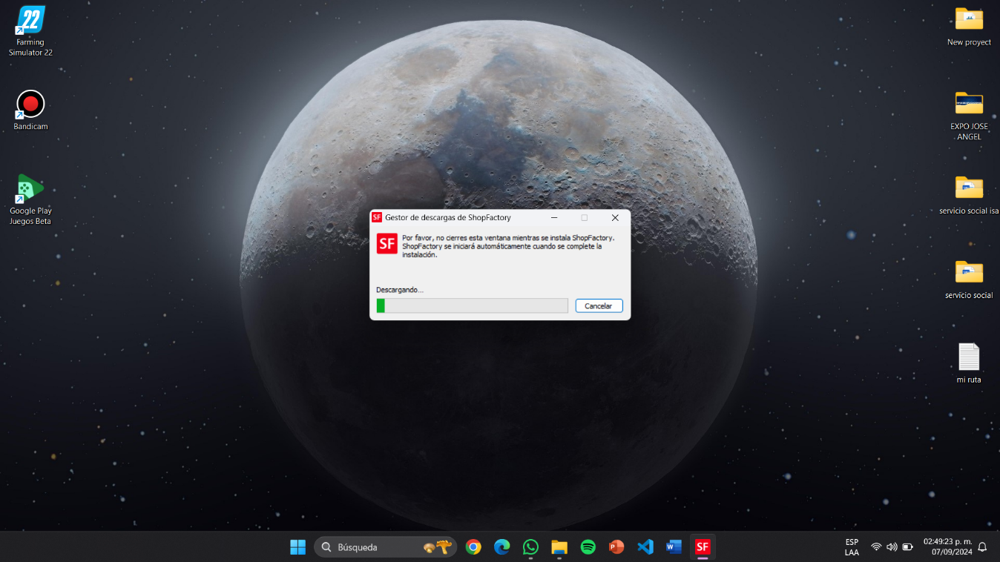 22
Farming
Simulator 22
Bandicam
Google Play
Juegos Beta
New proyect
EXPO JOSE
ANGEL
servicio social isa
servicio social
mi ruta
SF Gestor de descargas de ShopFactory
SF
Por favor, no cierres esta ventana mientras se instala ShopFactory.
ShopFactory se iniciará automáticamente cuando se complete la
instalación.
Descargando...
Cancelar
Búsqueda
P
W
SF
ESP
LAA
02:49:23 p. m.
07/09/2024